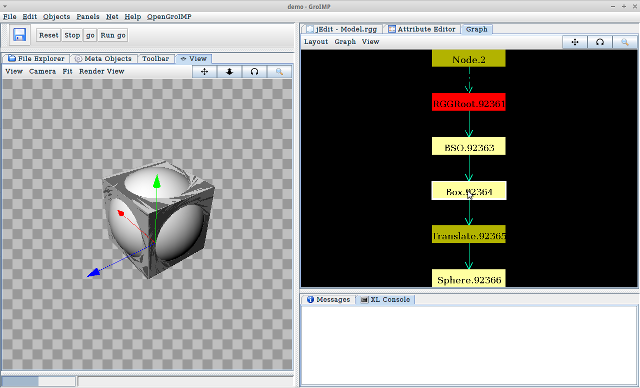 demo - GroIMP
File Edit Objects Panels Net Help OpenGroIMP
Reset Stop go Run go
File Explorer Meta Objects Toolbar View
View Camera Fit Render View
jEdit - Model.rgg Attribute Editor Graph
Layout Graph View
Node.2
RGGRoot.92361
BSO.92363
Box.92364
Translate.92365
Sphere.92366
Messages XL Console